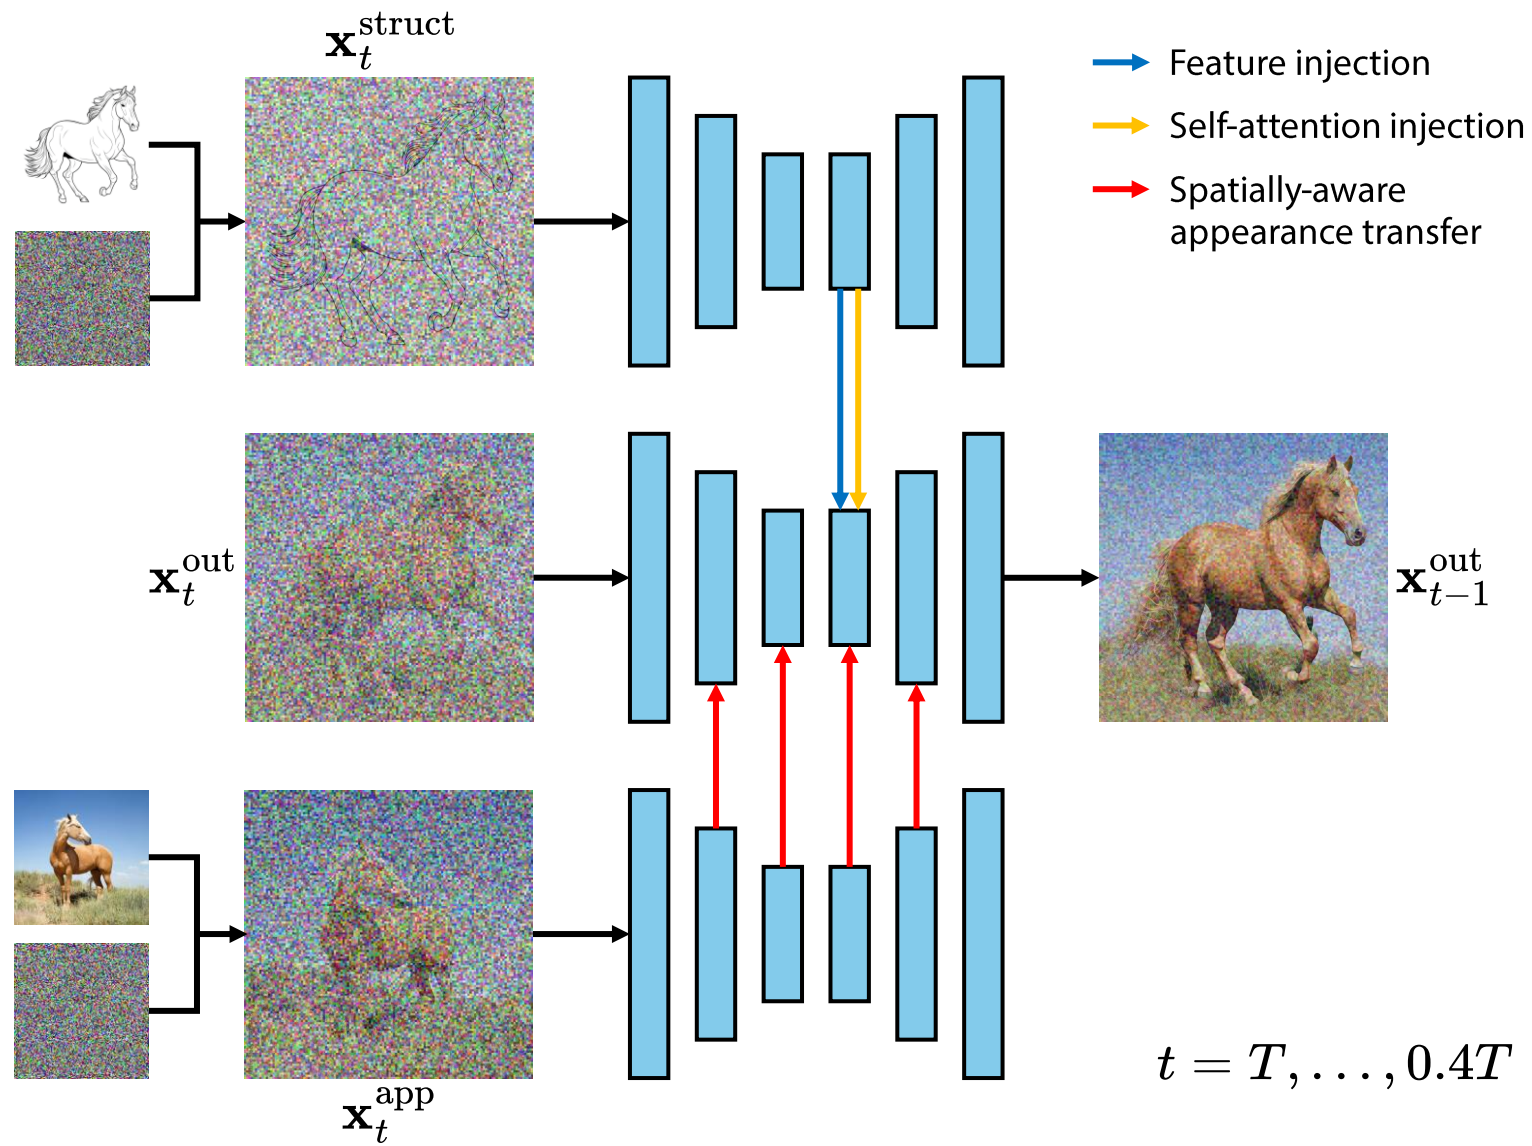 x_t^struct
Feature injection
Self-attention injection
Spatially-aware
appearance transfer
x_t^out
x_{t−1}^out
x_t^app
t = T, . . . , 0.4T